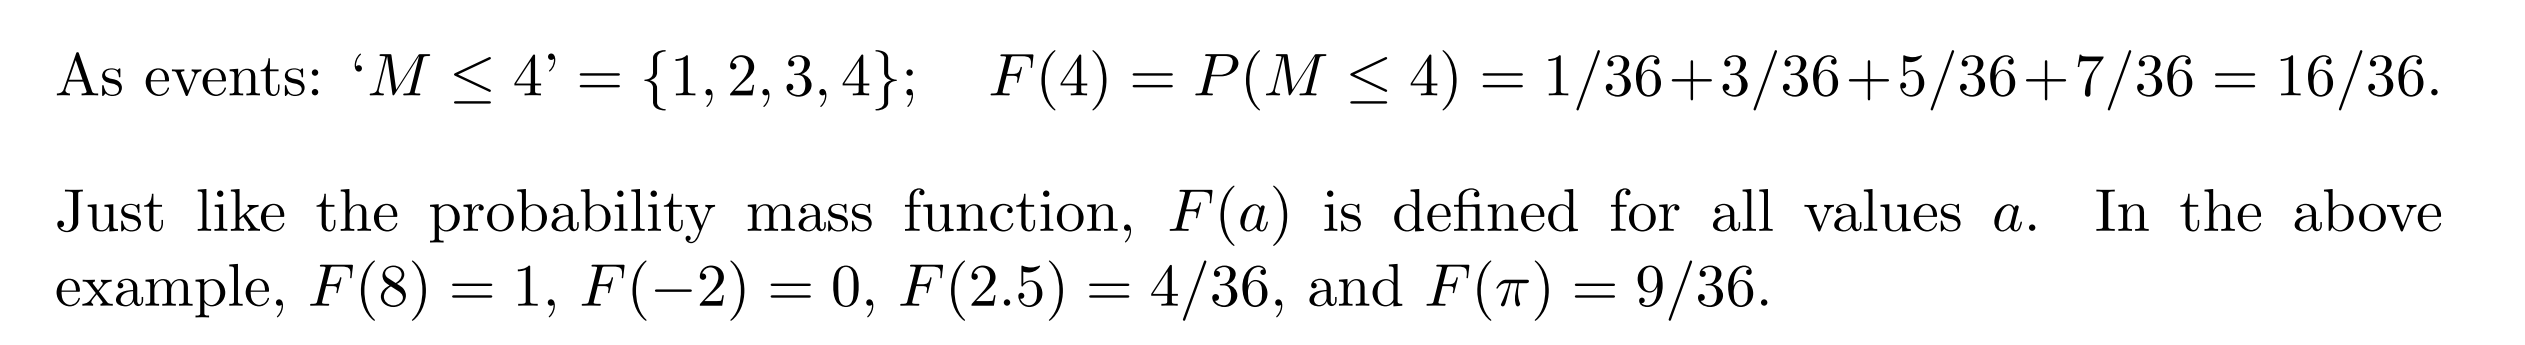 As events: ‘M ≤ 4’ = {1, 2, 3, 4}; F(4) = P(M ≤ 4) = 1/36+3/36+5/36+7/36 = 16/36.
Just like the probability mass function, F(a) is defined for all values a. In the above
example, F(8) = 1, F(−2) = 0, F(2.5) = 4/36, and F(π) = 9/36.